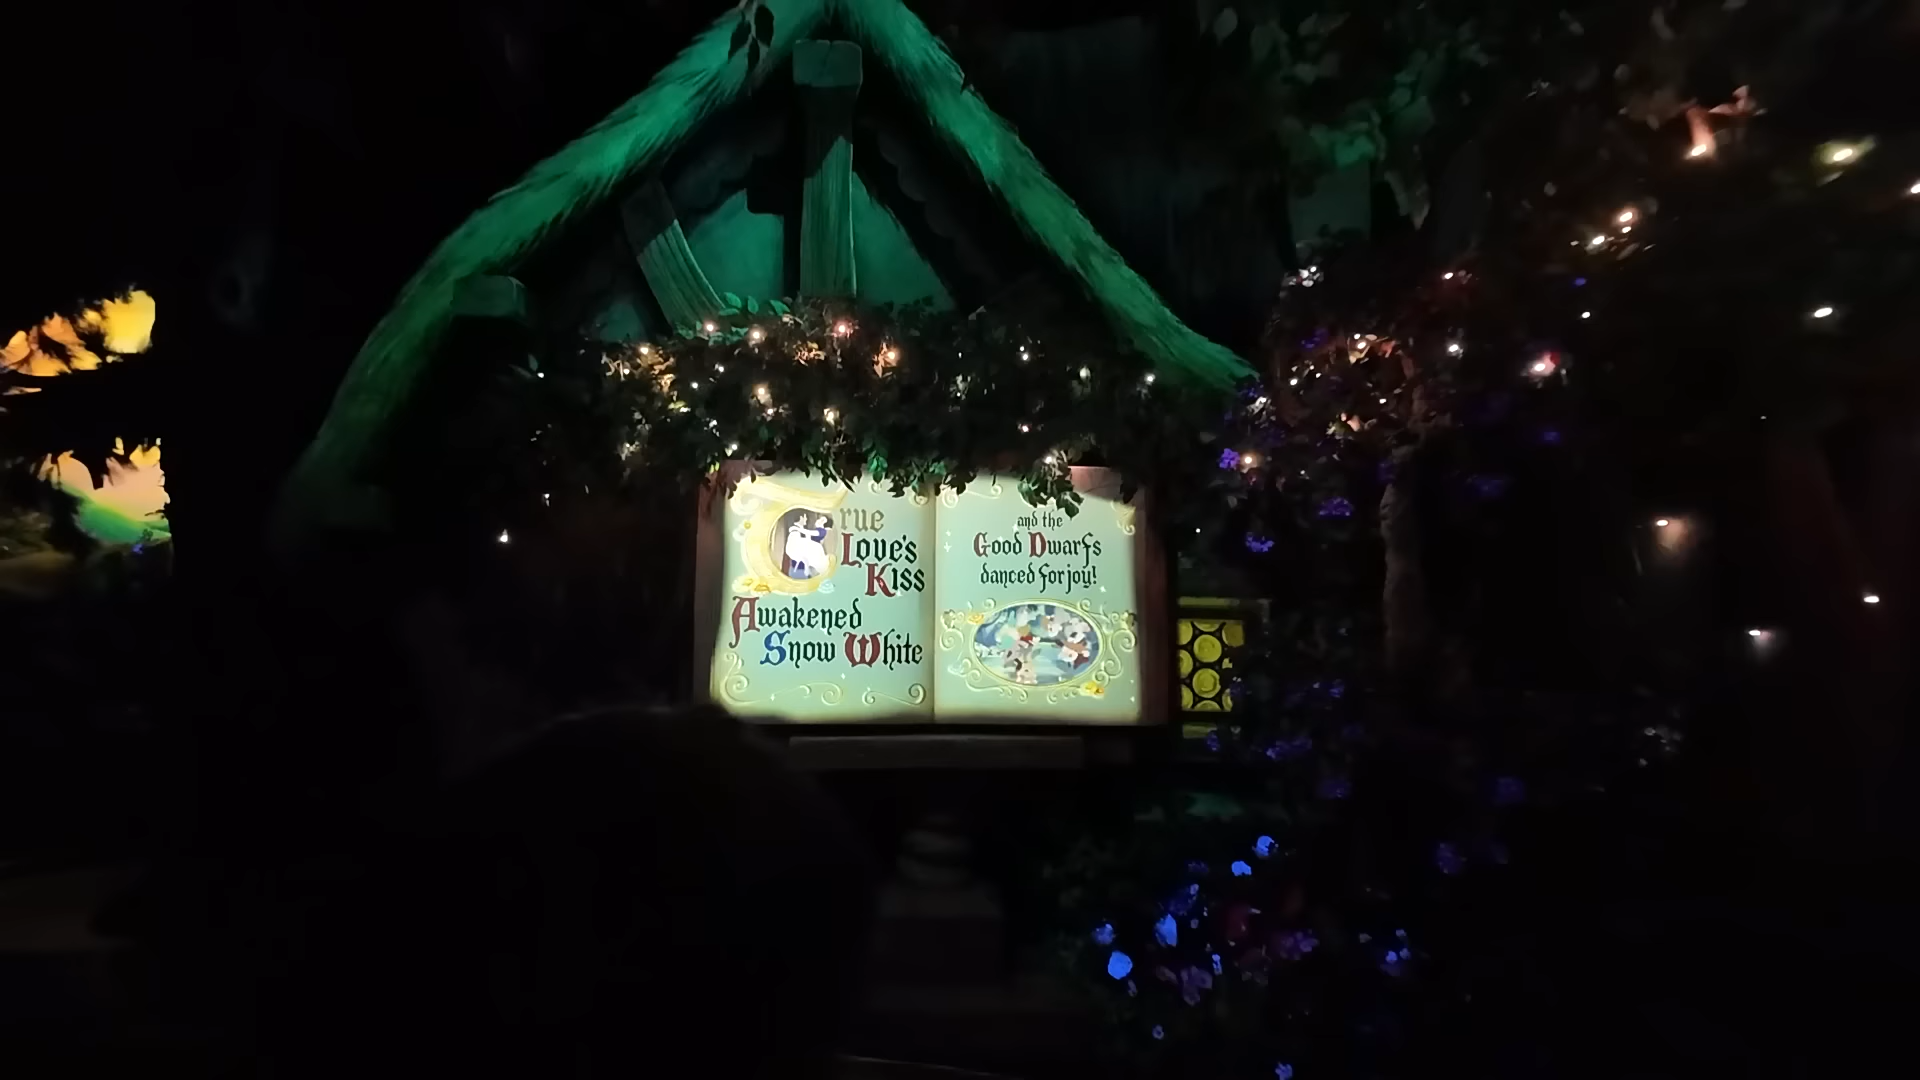 True
Love's
Kiss
Awakened
Snow White
and the
Good Dwarfs
danced for joy!